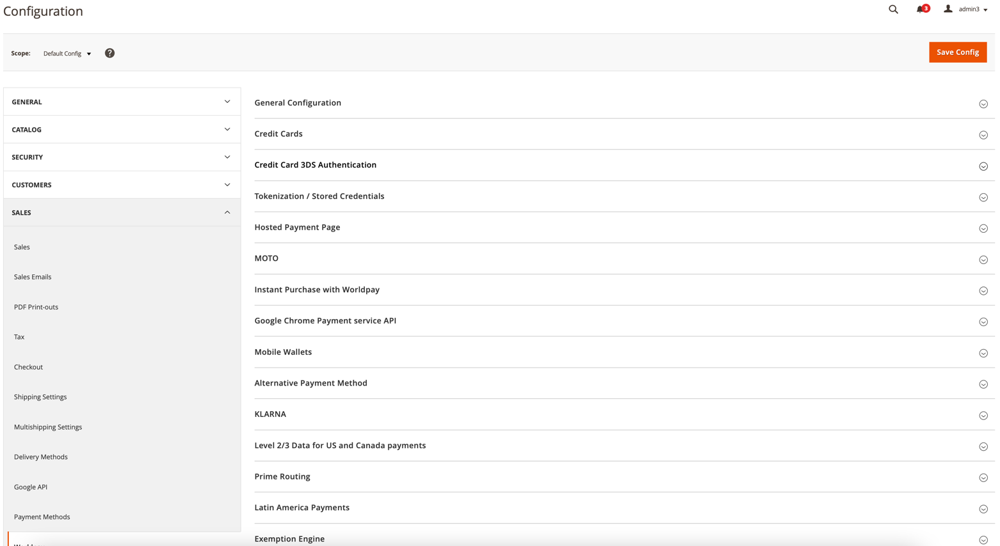 Configuration
3
admin3
Scope:
Default Config
?
Save Config
GENERAL
CATALOG
SECURITY
CUSTOMERS
SALES
Sales
Sales Emails
PDF Print-outs
Tax
Checkout
Shipping Settings
Multishipping Settings
Delivery Methods
Google API
Payment Methods
General Configuration
Credit Cards
Credit Card 3DS Authentication
Tokenization / Stored Credentials
Hosted Payment Page
MOTO
Instant Purchase with Worldpay
Google Chrome Payment service API
Mobile Wallets
Alternative Payment Method
KLARNA
Level 2/3 Data for US and Canada payments
Prime Routing
Latin America Payments
Exemption Engine